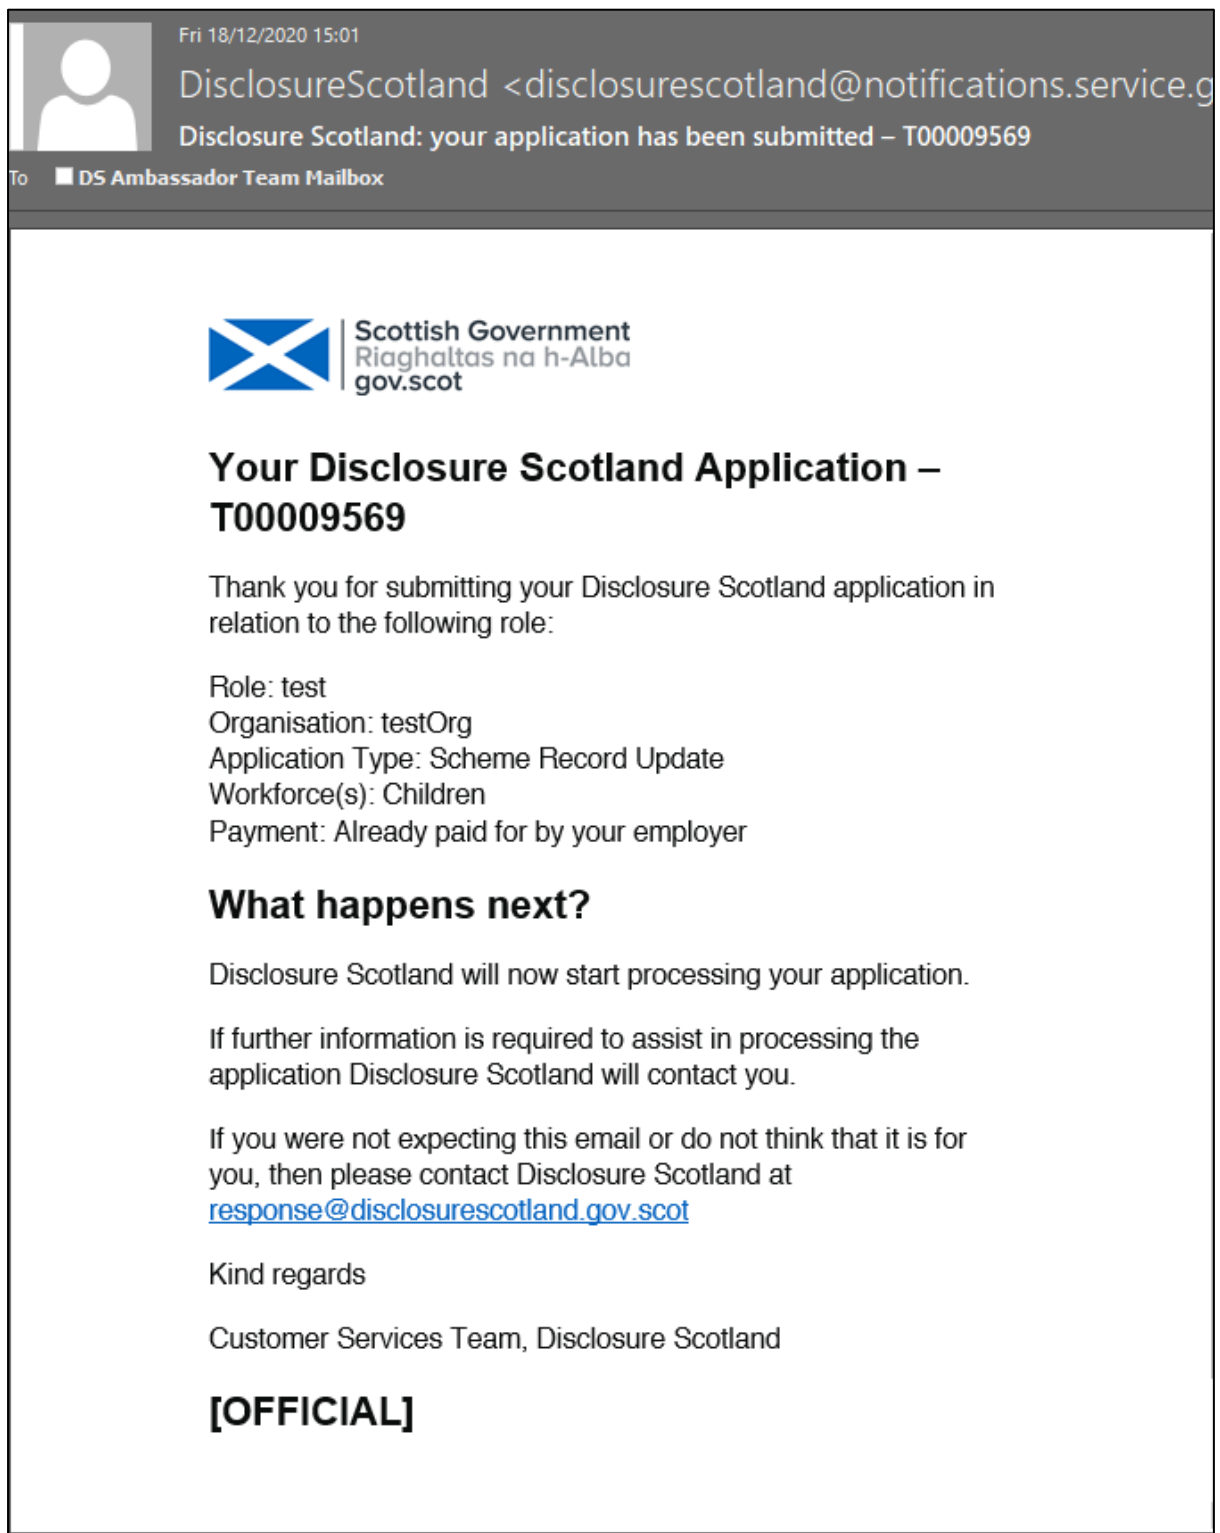 Fri 18/12/2020 15:01
DisclosureScotland <disclosurescotland@notifications.service.g
Disclosure Scotland: your application has been submitted – T00009569
To DS Ambassador Team Mailbox
Scottish Government
Riaghaltas na h-Alba
gov.scot
Your Disclosure Scotland Application –
T00009569
Thank you for submitting your Disclosure Scotland application in
relation to the following role:
Role: test
Organisation: testOrg
Application Type: Scheme Record Update
Workforce(s): Children
Payment: Already paid for by your employer
What happens next?
Disclosure Scotland will now start processing your application.
If further information is required to assist in processing the
application Disclosure Scotland will contact you.
If you were not expecting this email or do not think that it is for
you, then please contact Disclosure Scotland at
response@disclosurescotland.gov.scot
Kind regards
Customer Services Team, Disclosure Scotland
[OFFICIAL]